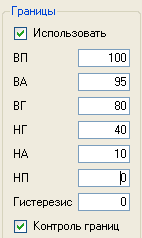 Границы
Использовать
ВП 100
ВА 95
ВГ 80
НГ 40
НА 10
НП 0
Гистерезис 0
Контроль границ